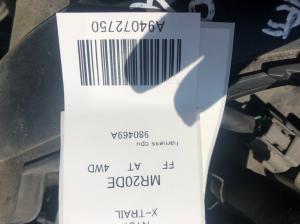 A94072750
harness cpu
980469A
FF AT 4WD
MR20DE
X-TRAIL